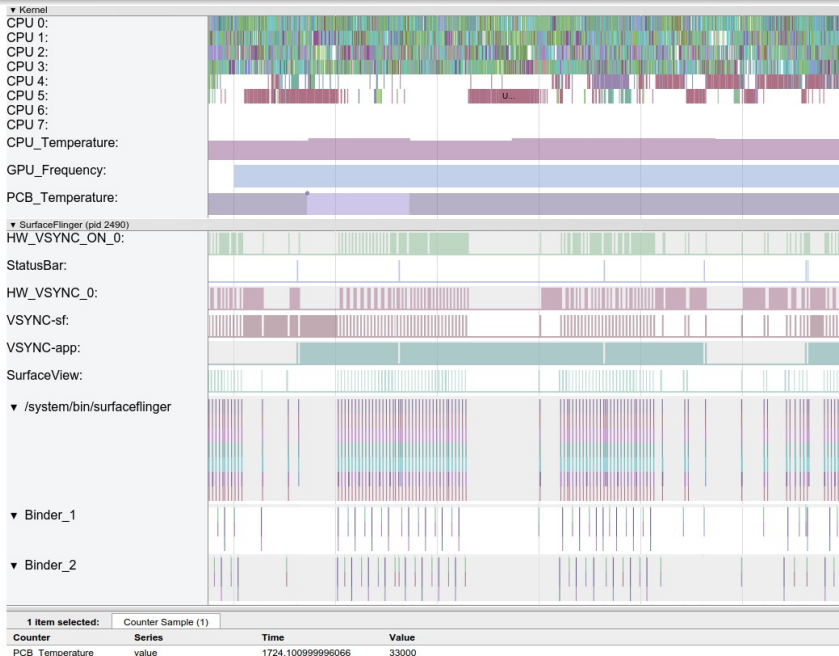 ▼ Kernel
CPU 0:
CPU 1:
CPU 2:
CPU 3:
CPU 4:
CPU 5:
U...
CPU 6:
CPU 7:
CPU_Temperature:
GPU_Frequency:
PCB_Temperature:
▼ SurfaceFlinger (pid 2490)
HW_VSYNC_ON_0:
StatusBar:
HW_VSYNC_0:
VSYNC-sf:
VSYNC-app:
SurfaceView:
▼ /system/bin/surfaceflinger
▼ Binder_1
▼ Binder_2
1 item selected: Counter Sample (1)
Counter Series Time Value
PCB_Temperature value 1724.100999996066 33000